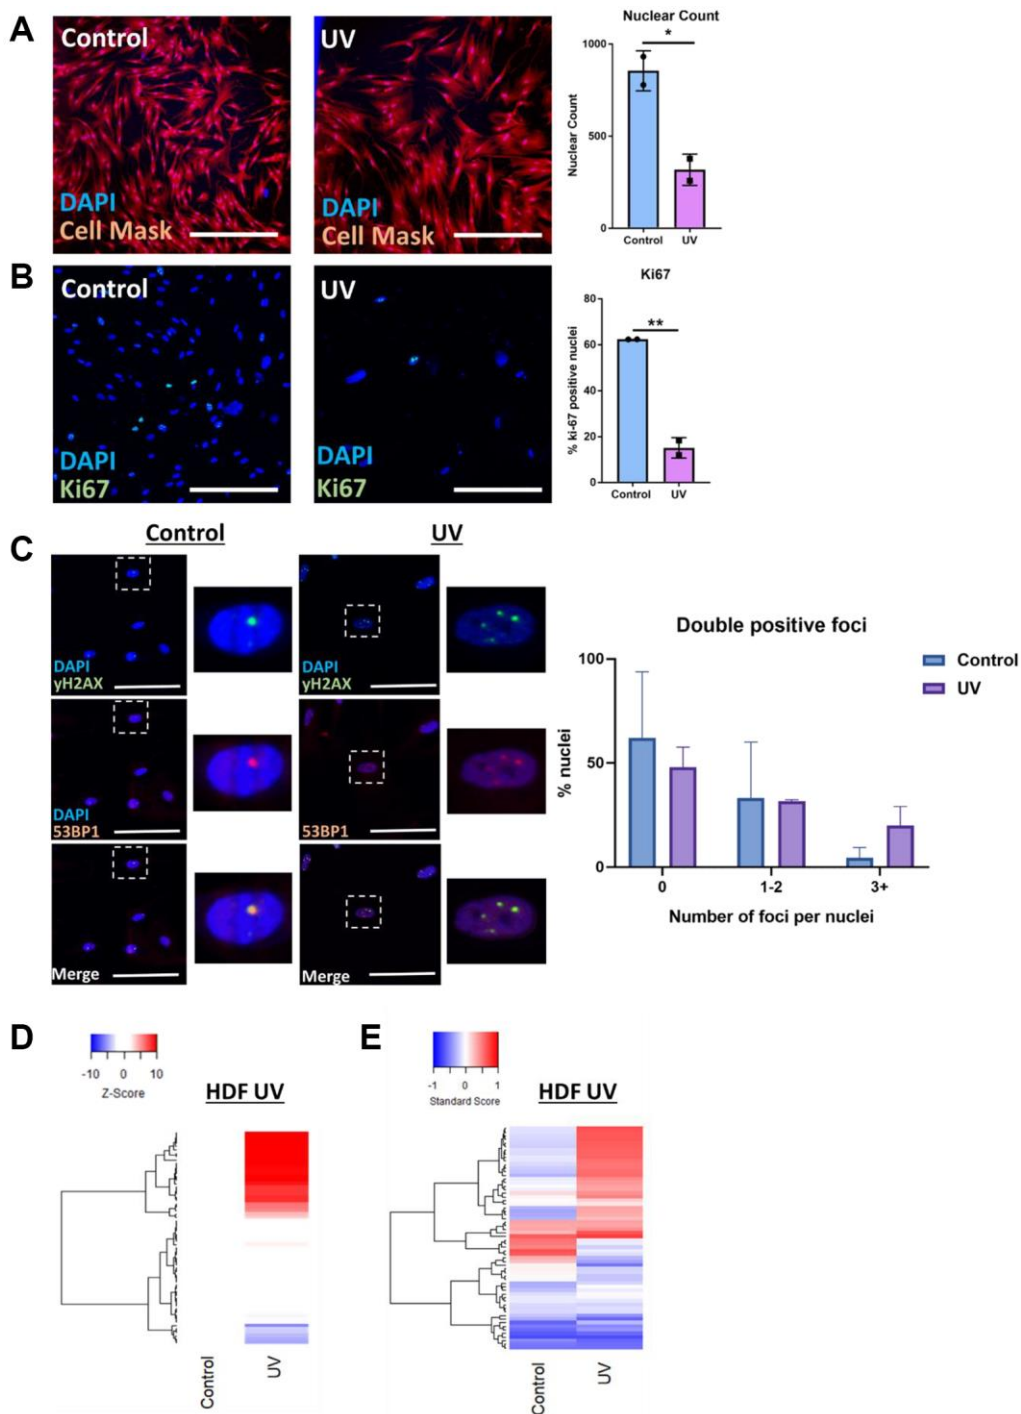 A
Control
DAPI
Cell Mask
UV
DAPI
Cell Mask
Nuclear Count
*
1000
500
0
Nuclear Count
Control
UV
B
Control
DAPI
Ki67
UV
DAPI
Ki67
Ki67
**
80
60
40
20
0
% ki-67 positive nuclei
Control
UV
C
Control
UV
DAPI
yH2AX
DAPI
yH2AX
DAPI
53BP1
53BP1
Merge
Merge
Double positive foci
Control
UV
100
50
0
% nuclei
0
1-2
3+
Number of foci per nuclei
D
-10
0
10
Z-Score
HDF UV
Control
UV
E
-1
0
1
Standard Score
HDF UV
Control
UV